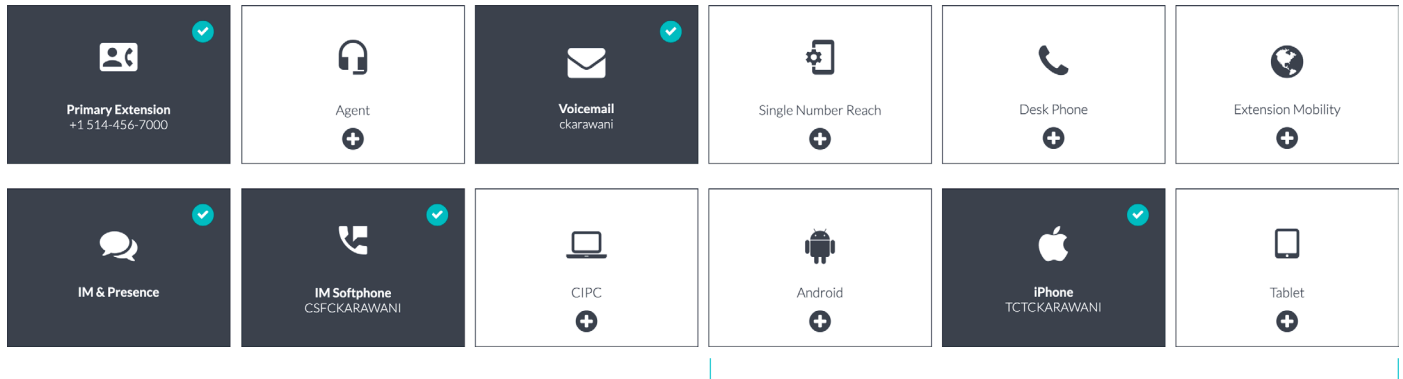 Primary Extension
+1 514-456-7000
Agent
Voicemail
ckarawani
Single Number Reach
Desk Phone
Extension Mobility
IM & Presence
IM Softphone
CSFCKARAWANI
CIPC
Android
iPhone
TCTCKARAWANI
Tablet